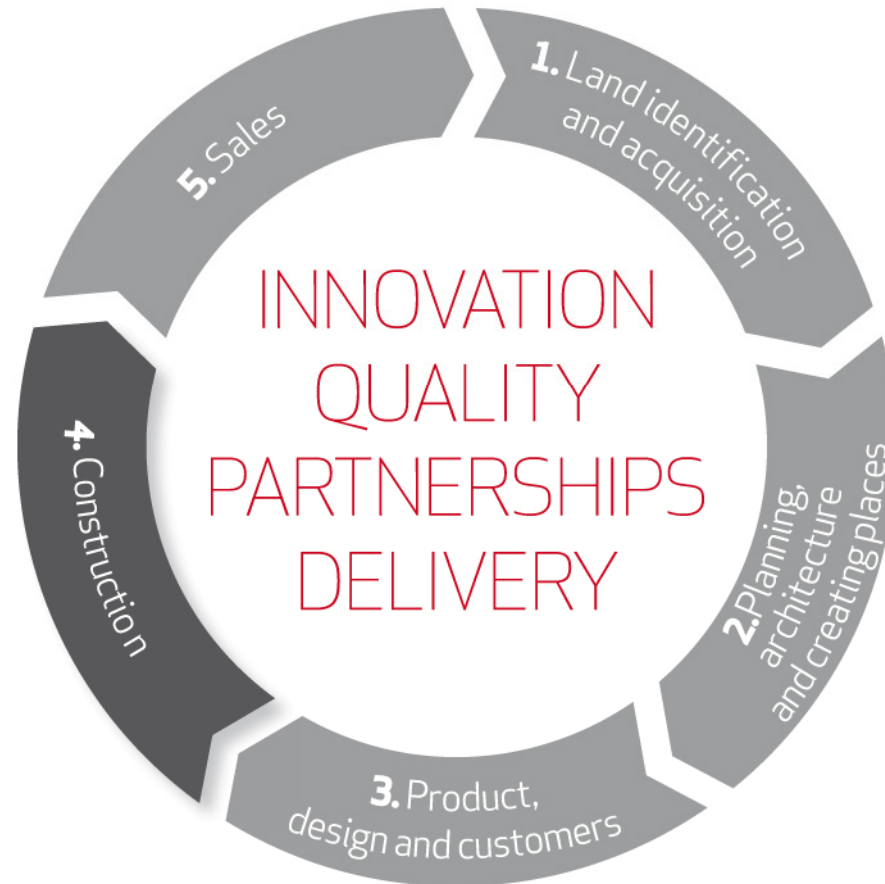 1. Land identification
and acquisition
2.Planning,
architecture
and creating places
3. Product,
design and customers
4. Construction
5. Sales
INNOVATION
QUALITY
PARTNERSHIPS
DELIVERY